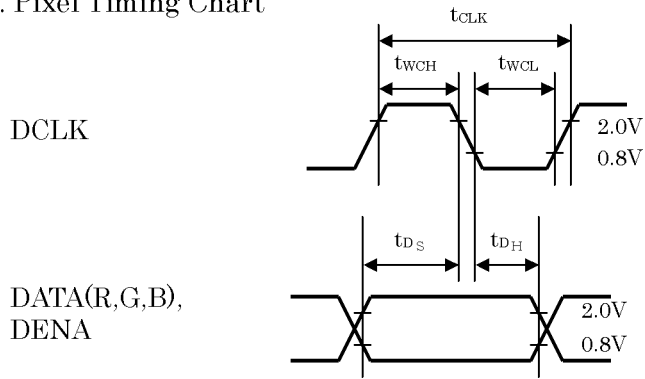 . Pixel Timing Chart
tCLK
tWCH tWCL
DCLK
2.0V
0.8V
tDS tDH
DATA(R,G,B),
DENA
2.0V
0.8V